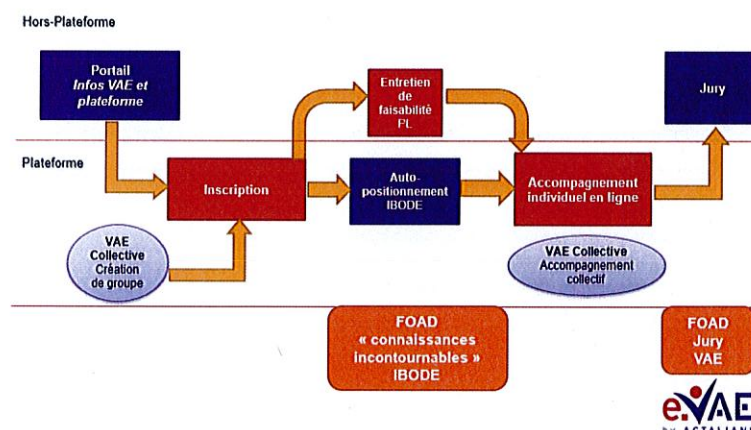 Hors-Plateforme
Portail
Infos VAE et
plateforme
Entretien
de
faisabilité
PL
Jury
Plateforme
Inscription
Auto-
positionnement
IBODE
Accompagnement
individuel en ligne
VAE
Collective
Création
de groupe
VAE Collective
Accompagnement
collectif
FOAD
« connaissances
incontournables »
IBODE
FOAD
Jury
VAE
e.VAE
by ACTALIANS